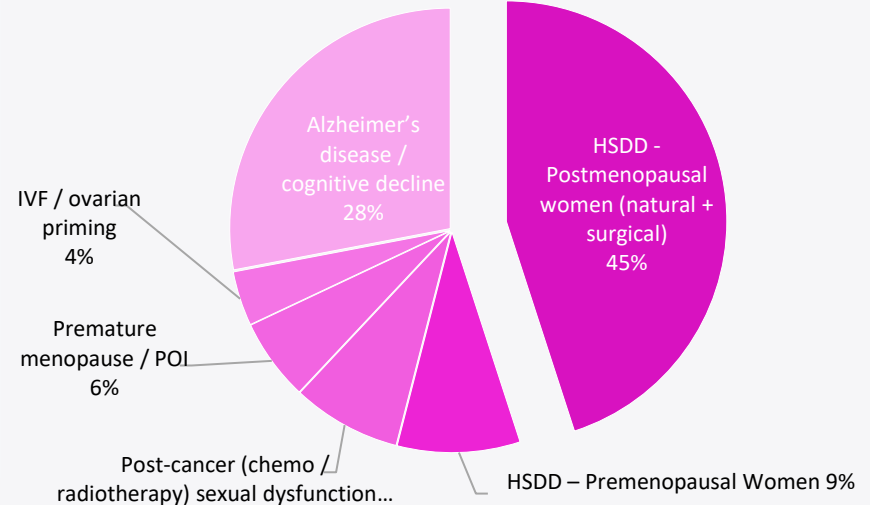 Alzheimer’s
disease /
cognitive decline
28%
HSDD -
Postmenopausal
women (natural +
surgical)
45%
IVF / ovarian
priming
4%
Premature
menopause / POI
6%
Post-cancer (chemo /
radiotherapy) sexual dysfunction...
HSDD – Premenopausal Women 9%